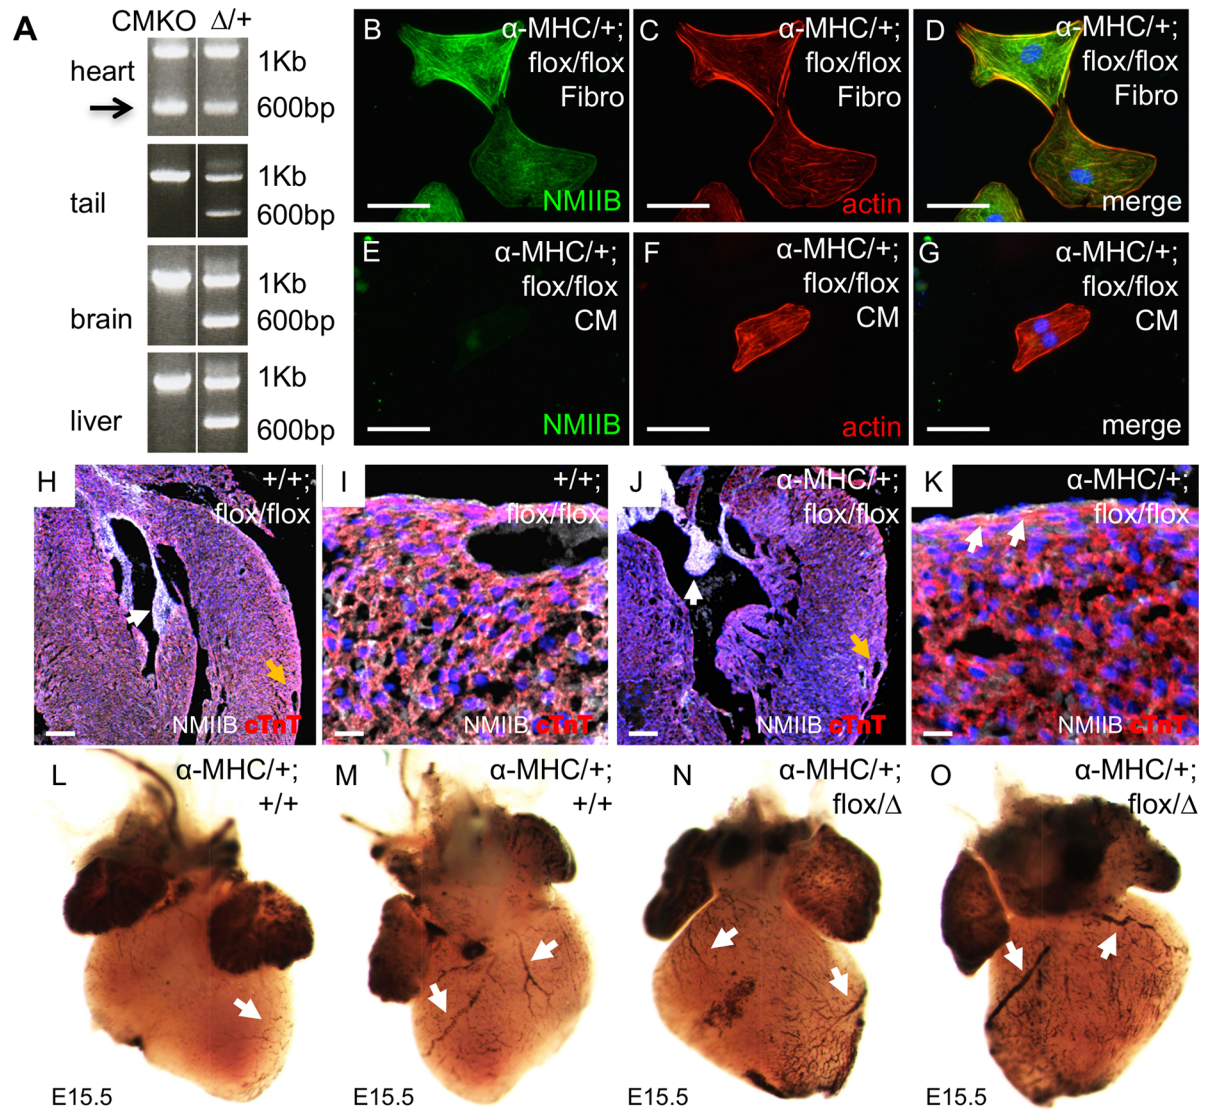 A
CMKO Δ/+
heart
1Kb
600bp
tail
1Kb
600bp
brain
1Kb
600bp
liver
1Kb
600bp
B
α-MHC/+;
flox/flox
Fibro
NMIIB
C
α-MHC/+;
flox/flox
Fibro
actin
D
α-MHC/+;
flox/flox
Fibro
merge
E
α-MHC/+;
flox/flox
CM
NMIIB
F
α-MHC/+;
flox/flox
CM
actin
G
α-MHC/+;
flox/flox
CM
merge
H
+/+;
flox/flox
NMIIB cTnT
I
+/+;
flox/flox
NMIIB cTnT
J
α-MHC/+;
flox/flox
NMIIB cTnT
K
α-MHC/+;
flox/flox
NMIIB cTnT
L
α-MHC/+;
+/+
E15.5
M
α-MHC/+;
+/+
E15.5
N
α-MHC/+;
flox/Δ
E15.5
O
α-MHC/+;
flox/Δ
E15.5